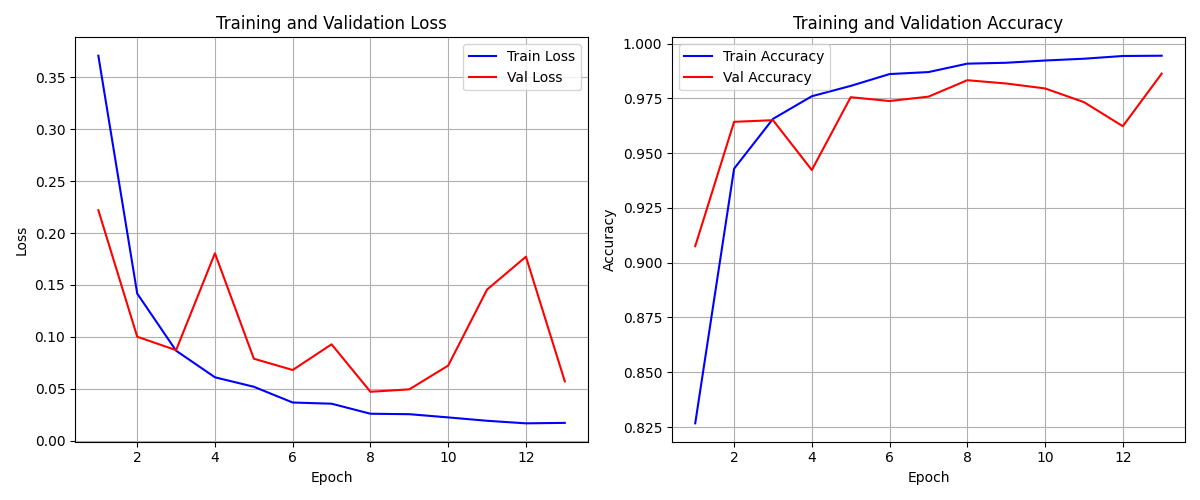 Training and Validation Loss
Train Loss
Val Loss
0.35
0.30
0.25
0.20
0.15
0.10
0.05
0.00
Loss
2
4
6
8
10
12
Epoch
Training and Validation Accuracy
Train Accuracy
Val Accuracy
1.000
0.975
0.950
0.925
0.900
0.875
0.850
0.825
Accuracy
2
4
6
8
10
12
Epoch